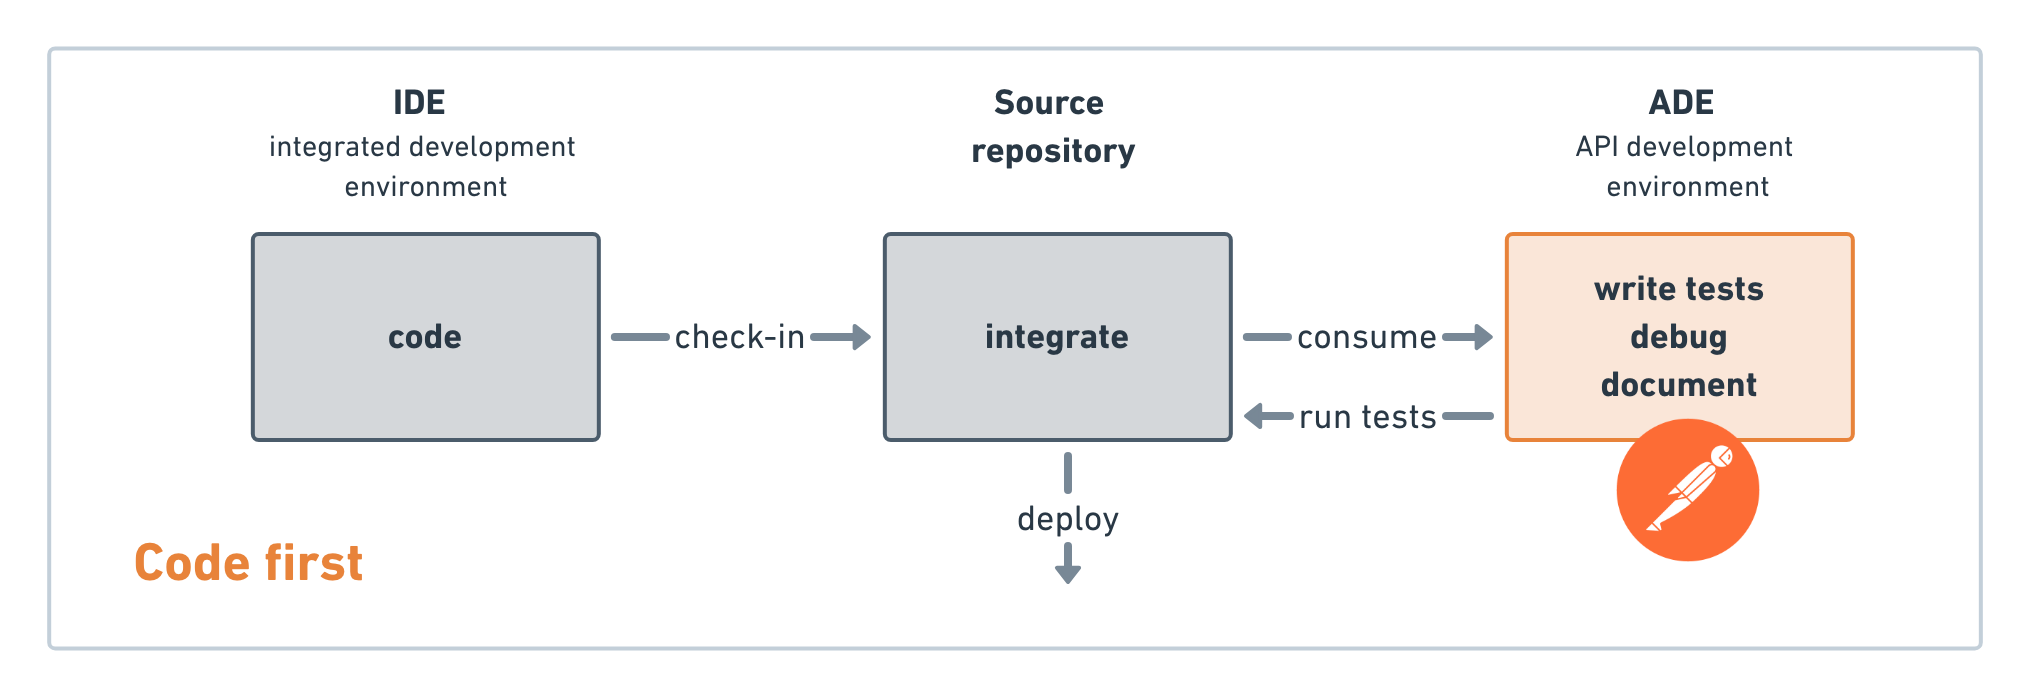 IDE
integrated development
environment
Source
repository
ADE
API development
environment
code
check-in
integrate
consume
run tests
write tests
debug
document
deploy
Code first